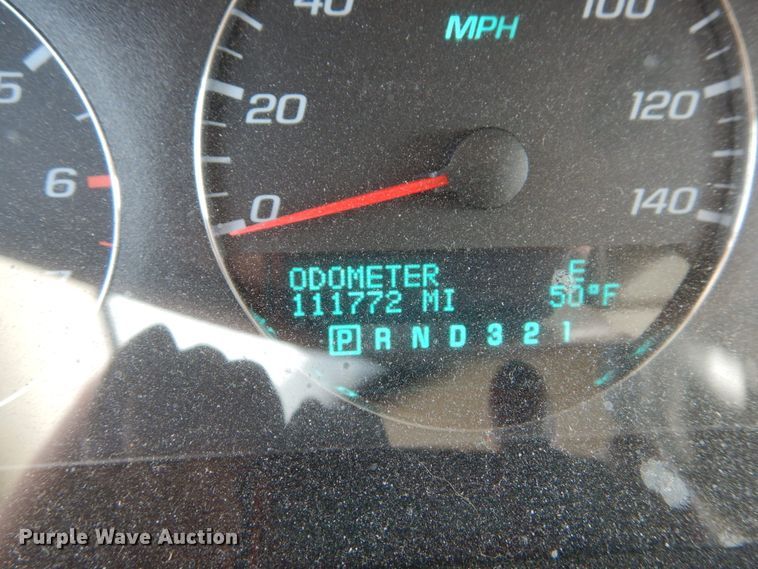 40 MPH 100
5 20 120
6 0 140
ODOMETER E
111772 MI 50°F
P R N D 3 2 1
Purple Wave Auction